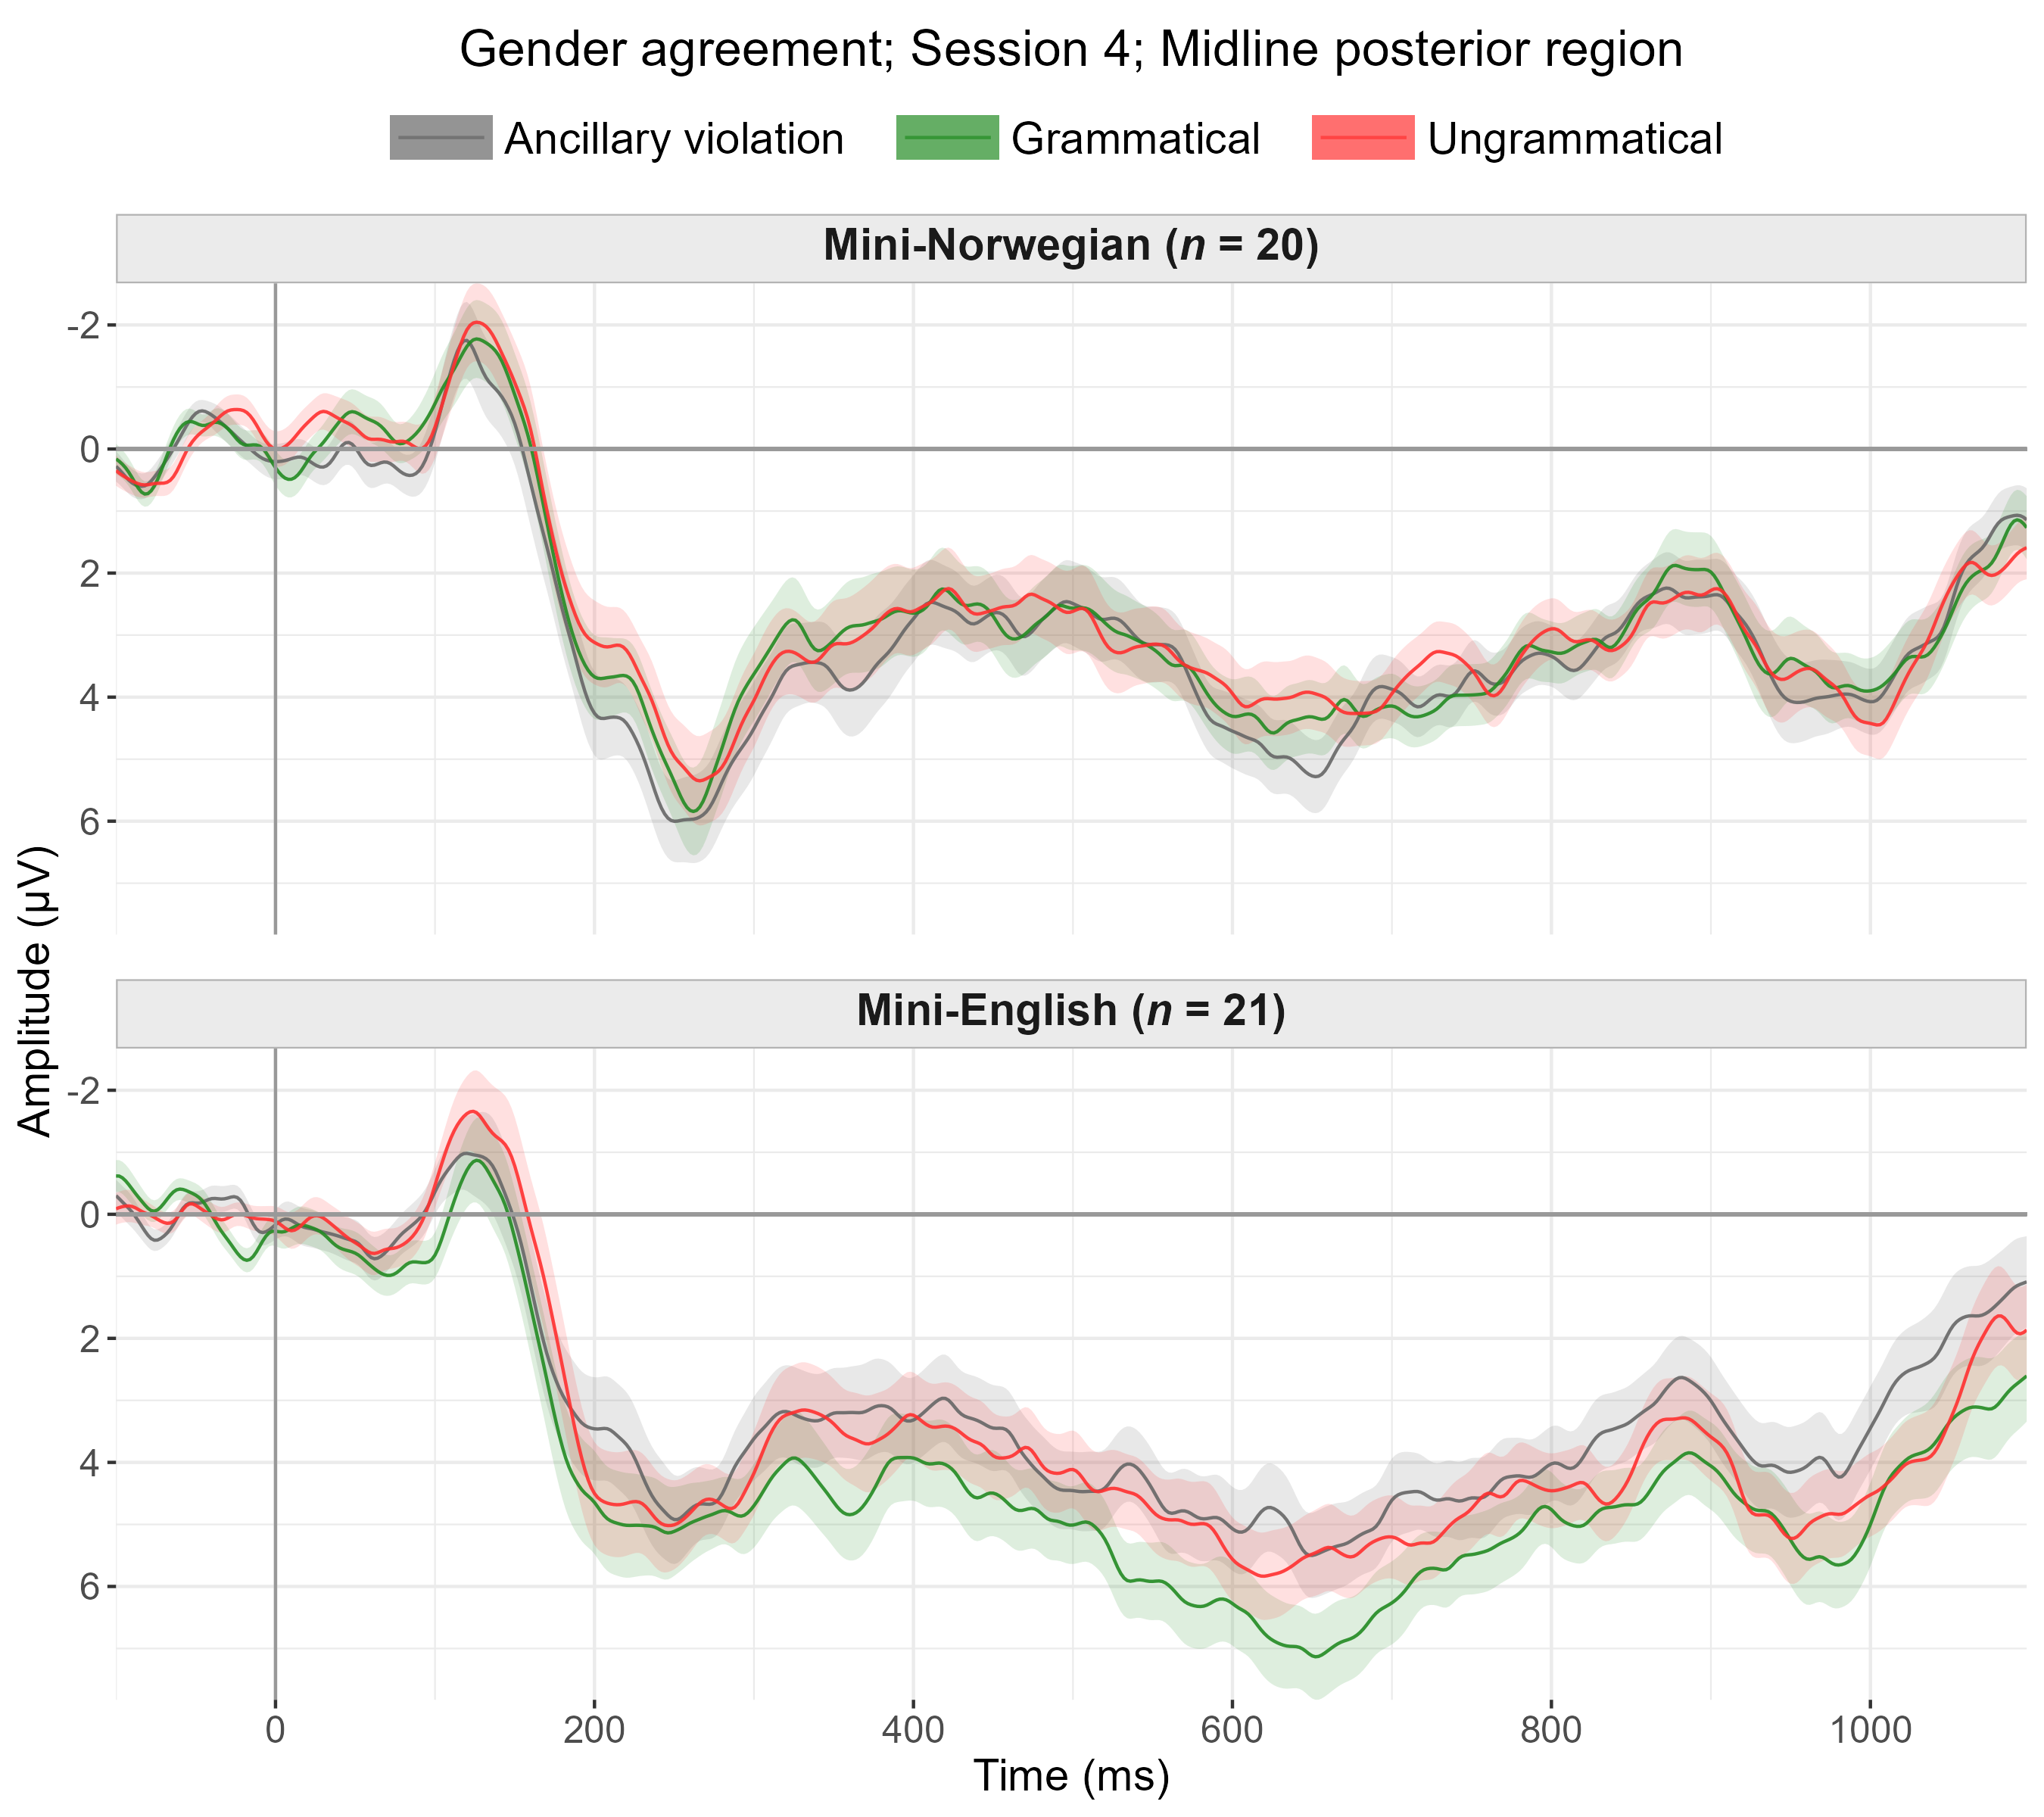 Gender agreement; Session 4; Midline posterior region
Ancillary violation Grammatical Ungrammatical
Mini-Norwegian (n = 20)
-2
0
2
4
6
Amplitude (µV)
Mini-English (n = 21)
-2
0
2
4
6
0 200 400 600 800 1000
Time (ms)